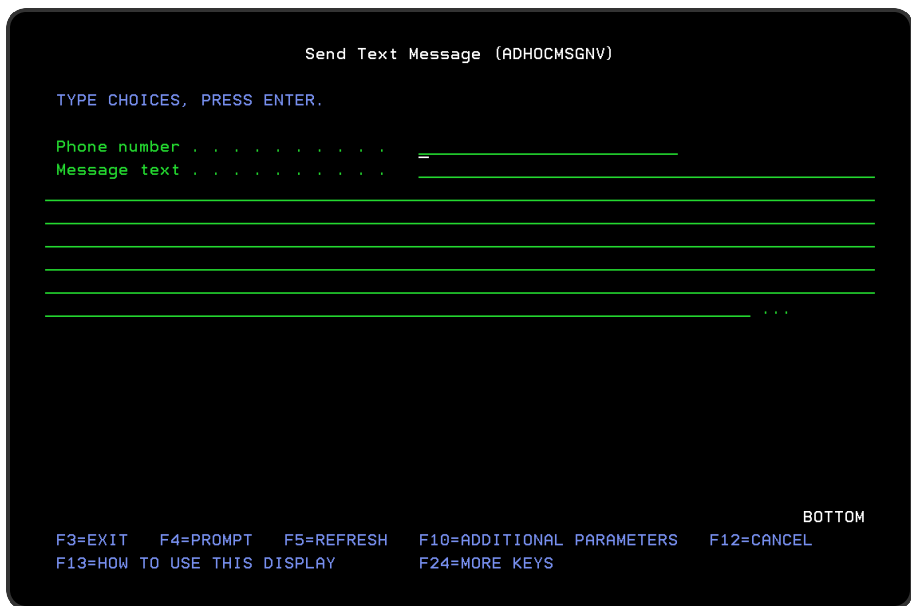 Send Text Message (ADHOCMSGNV)
TYPE CHOICES, PRESS ENTER.
Phone number . . . . . . . . . .
Message text . . . . . . . . . .
...
BOTTOM
F3=EXIT F4=PROMPT F5=REFRESH F10=ADDITIONAL PARAMETERS F12=CANCEL
F13=HOW TO USE THIS DISPLAY F24=MORE KEYS